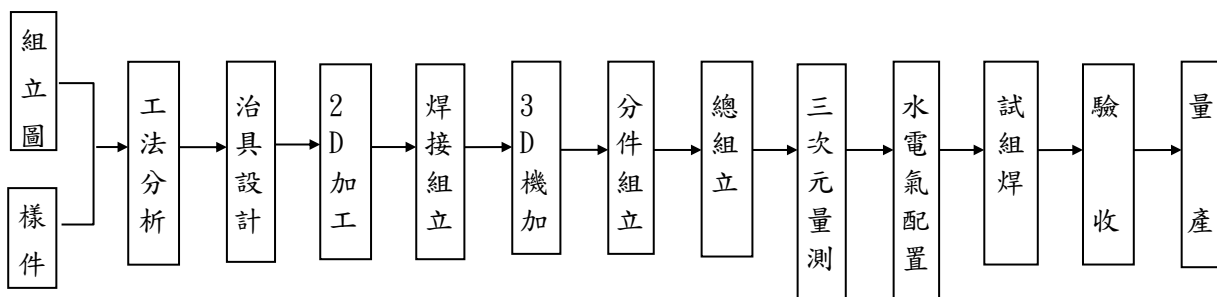 組立圖
樣件
工法分析
治具設計
2D加工
焊接組立
3D機加
分件組立
總組立
三次元量測
水電氣配置
試組焊
驗收
量產